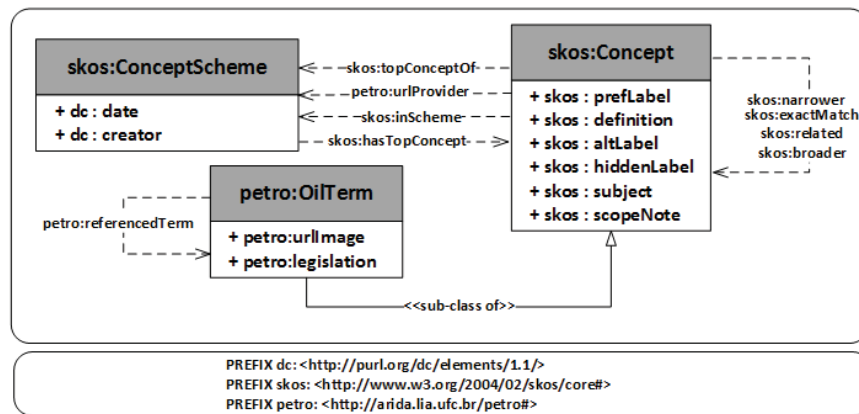 skos:ConceptScheme
+ dc : date
+ dc : creator
skos:topConceptOf
petro:urlProvider
skos:inScheme
skos:hasTopConcept
skos:Concept
+ skos : prefLabel
+ skos : definition
+ skos : altLabel
+ skos : hiddenLabel
+ skos : subject
+ skos : scopeNote
skos:narrower
skos:exactMatch
skos:related
skos:broader
petro:OilTerm
+ petro:urlImage
+ petro:legislation
petro:referencedTerm
<<sub-class of>>
PREFIX dc: <http://purl.org/dc/elements/1.1/>
PREFIX skos: <http://www.w3.org/2004/02/skos/core#>
PREFIX petro: <http://arida.lia.ufc.br/petro#>